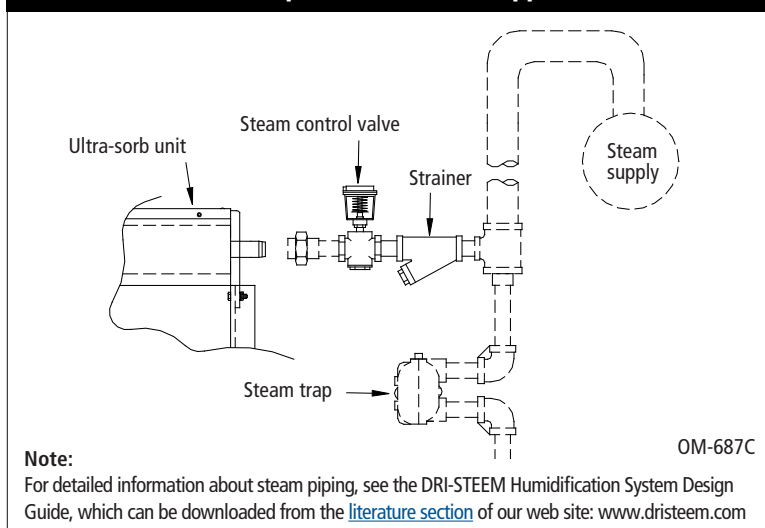 Steam control valve
Ultra-sorb unit
Strainer
Steam
supply
Steam trap
OM-687C
Note:
For detailed information about steam piping, see the DRI-STEEM Humidification System Design
Guide, which can be downloaded from the literature section of our web site: www.dristeem.com